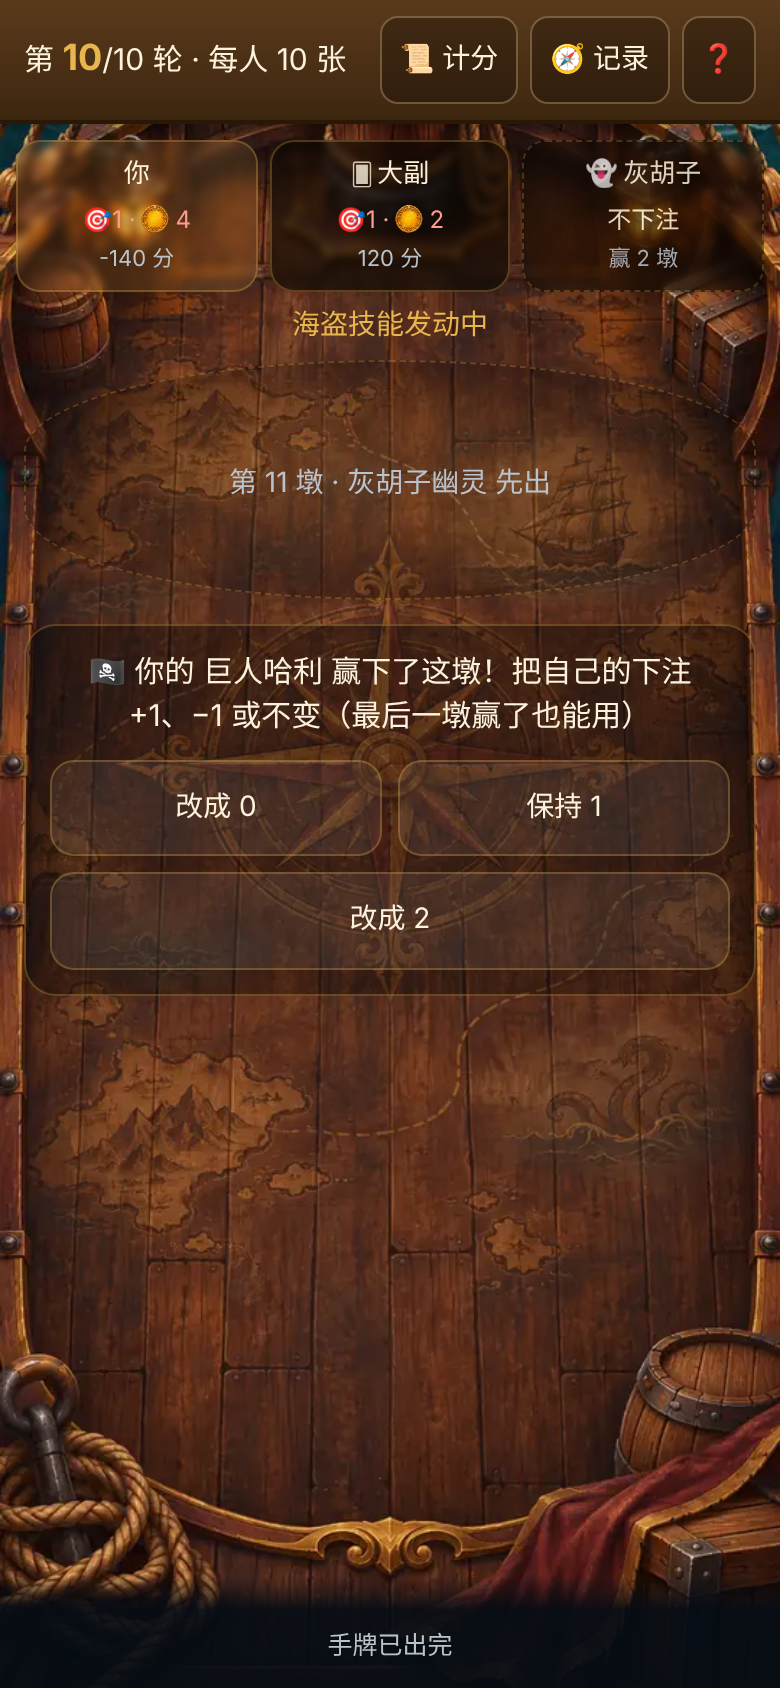 第 10/10 轮 · 每人 10 张
📜 计分
🧭 记录
❓
你
🎯1 · 🪙 4
-140 分
🂠 大副
🎯1 · 🪙 2
120 分
👻 灰胡子
不下注
赢 2 墩
海盗技能发动中
第 11 墩 · 灰胡子幽灵 先出
🏴‍☠️ 你的 巨人哈利 赢下了这墩！把自己的下注
+1、−1 或不变（最后一墩赢了也能用）
改成 0
保持 1
改成 2
手牌已出完